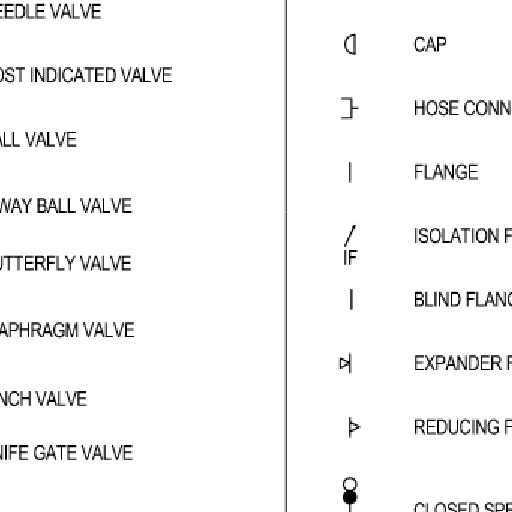 EEDLE VALVE
OST INDICATED VALVE
ALL VALVE
WAY BALL VALVE
UTTERFLY VALVE
APHRAGM VALVE
NCH VALVE
NIFE GATE VALVE
CAP
HOSE CONN
FLANGE
ISOLATION F
IF
BLIND FLANG
EXPANDER F
REDUCING F
CLOSED SPE